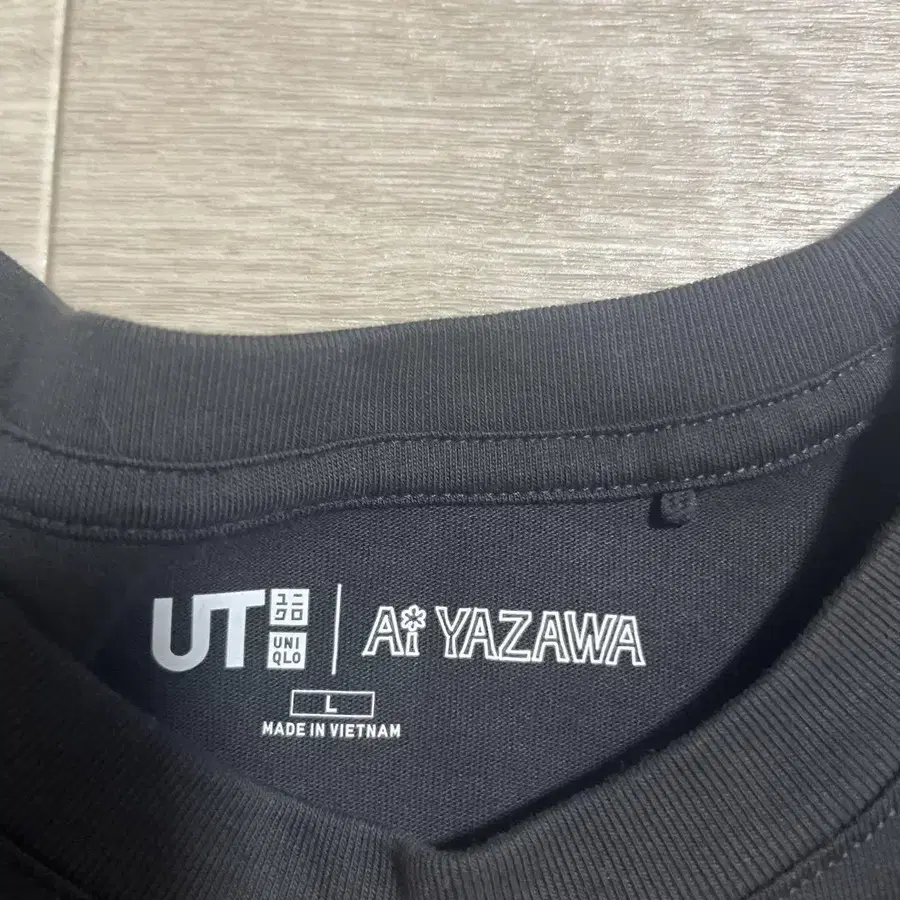 UT ユニクロ UNIQLO | Ai YAZAWA
L
MADE IN VIETNAM